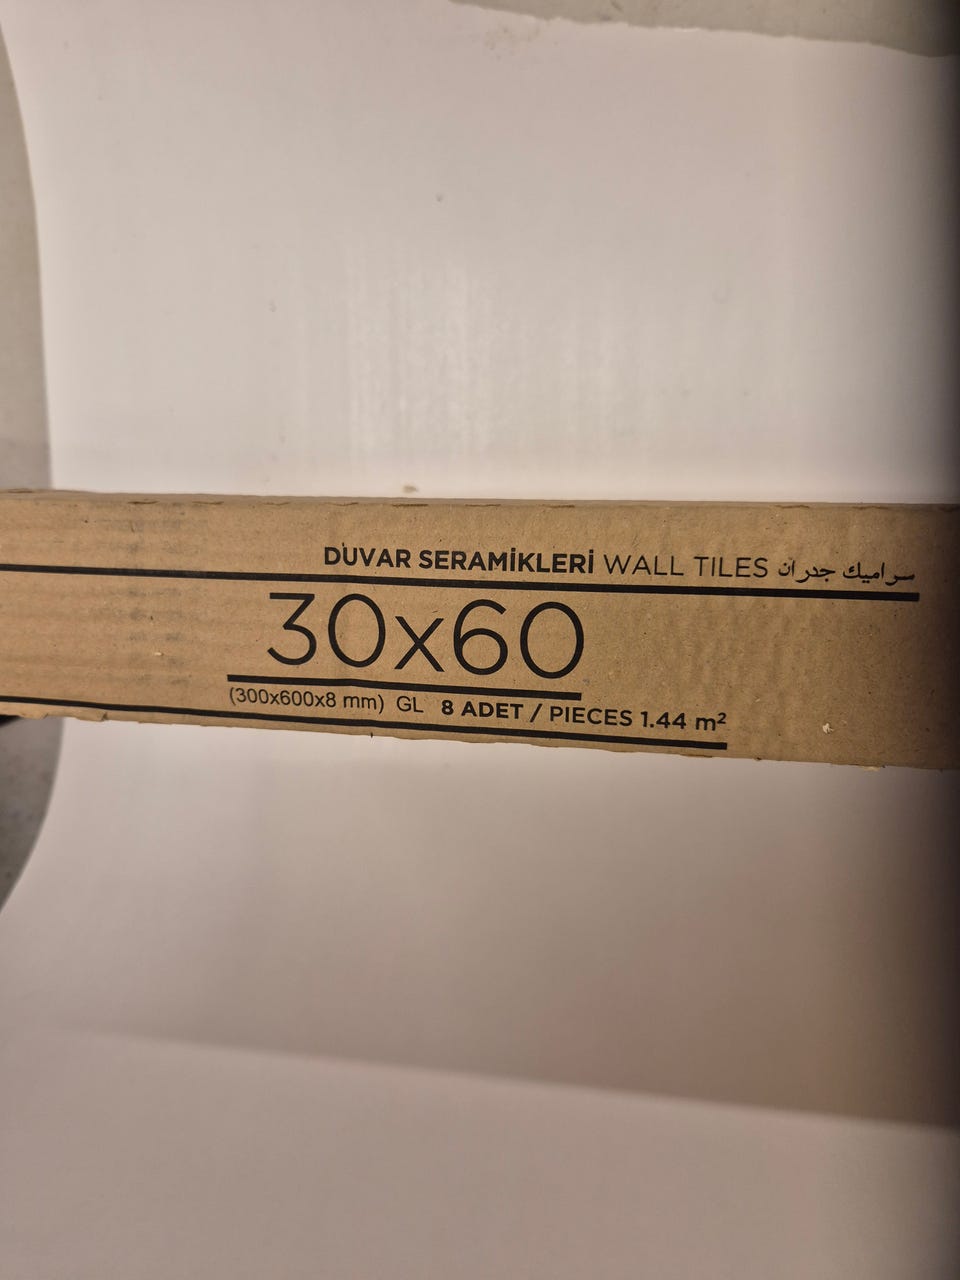 DUVAR SERAMİKLERİ WALL TILES سراميك جدران
30x60
(300x600x8 mm) GL 8 ADET / PIECES 1.44 m²